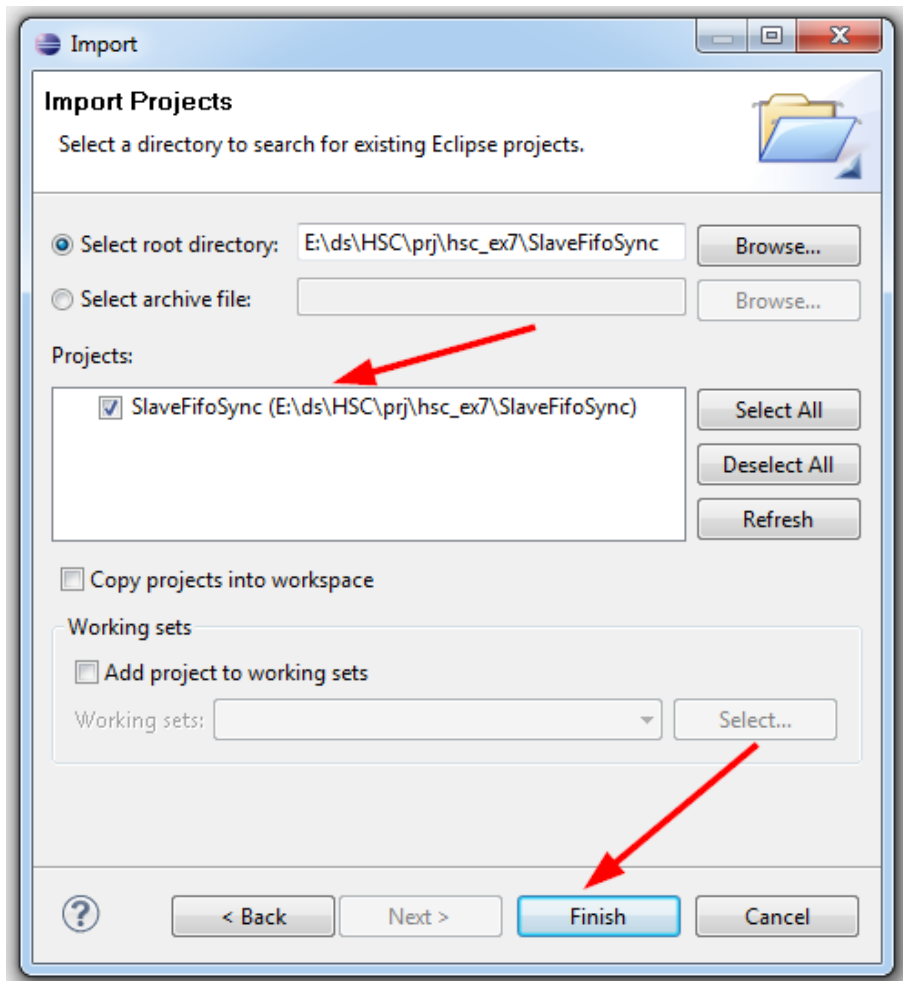 Import
Import Projects
Select a directory to search for existing Eclipse projects.
Select root directory: E:\ds\HSC\prj\hsc_ex7\SlaveFifoSync Browse...
Select archive file: Browse...
Projects:
SlaveFifoSync (E:\ds\HSC\prj\hsc_ex7\SlaveFifoSync) Select All
Deselect All
Refresh
Copy projects into workspace
Working sets
Add project to working sets
Working sets: Select...
? < Back Next > Finish Cancel